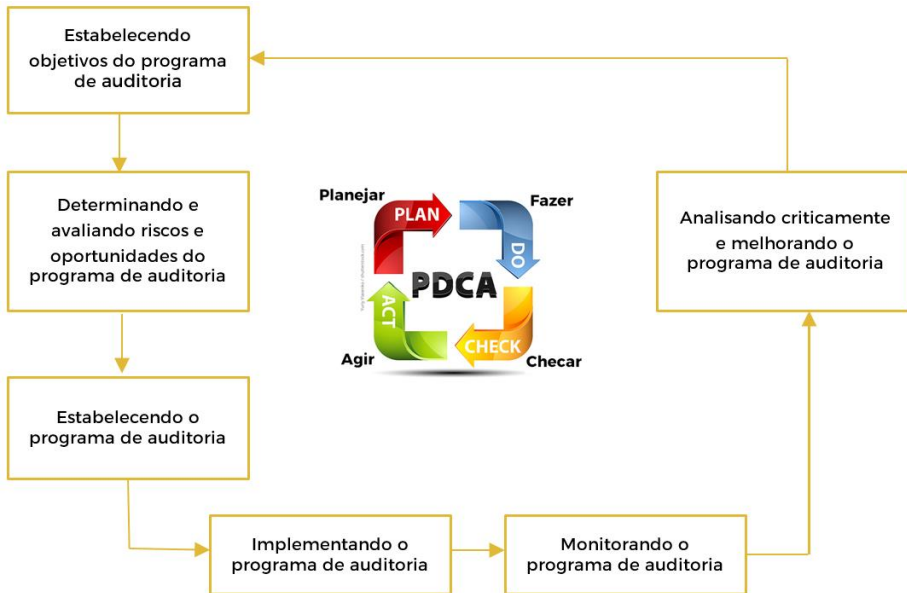 Estabelecendo
objetivos do programa
de auditoria
Determinando e
avaliando riscos e
oportunidades do
programa de auditoria
Estabelecendo o
programa de auditoria
Implementando o
programa de auditoria
Monitorando o
programa de auditoria
Analisando criticamente
e melhorando o
programa de auditoria
Planejar
PLAN
Fazer
DO
PDCA
ACT
CHECK
Agir
Checar